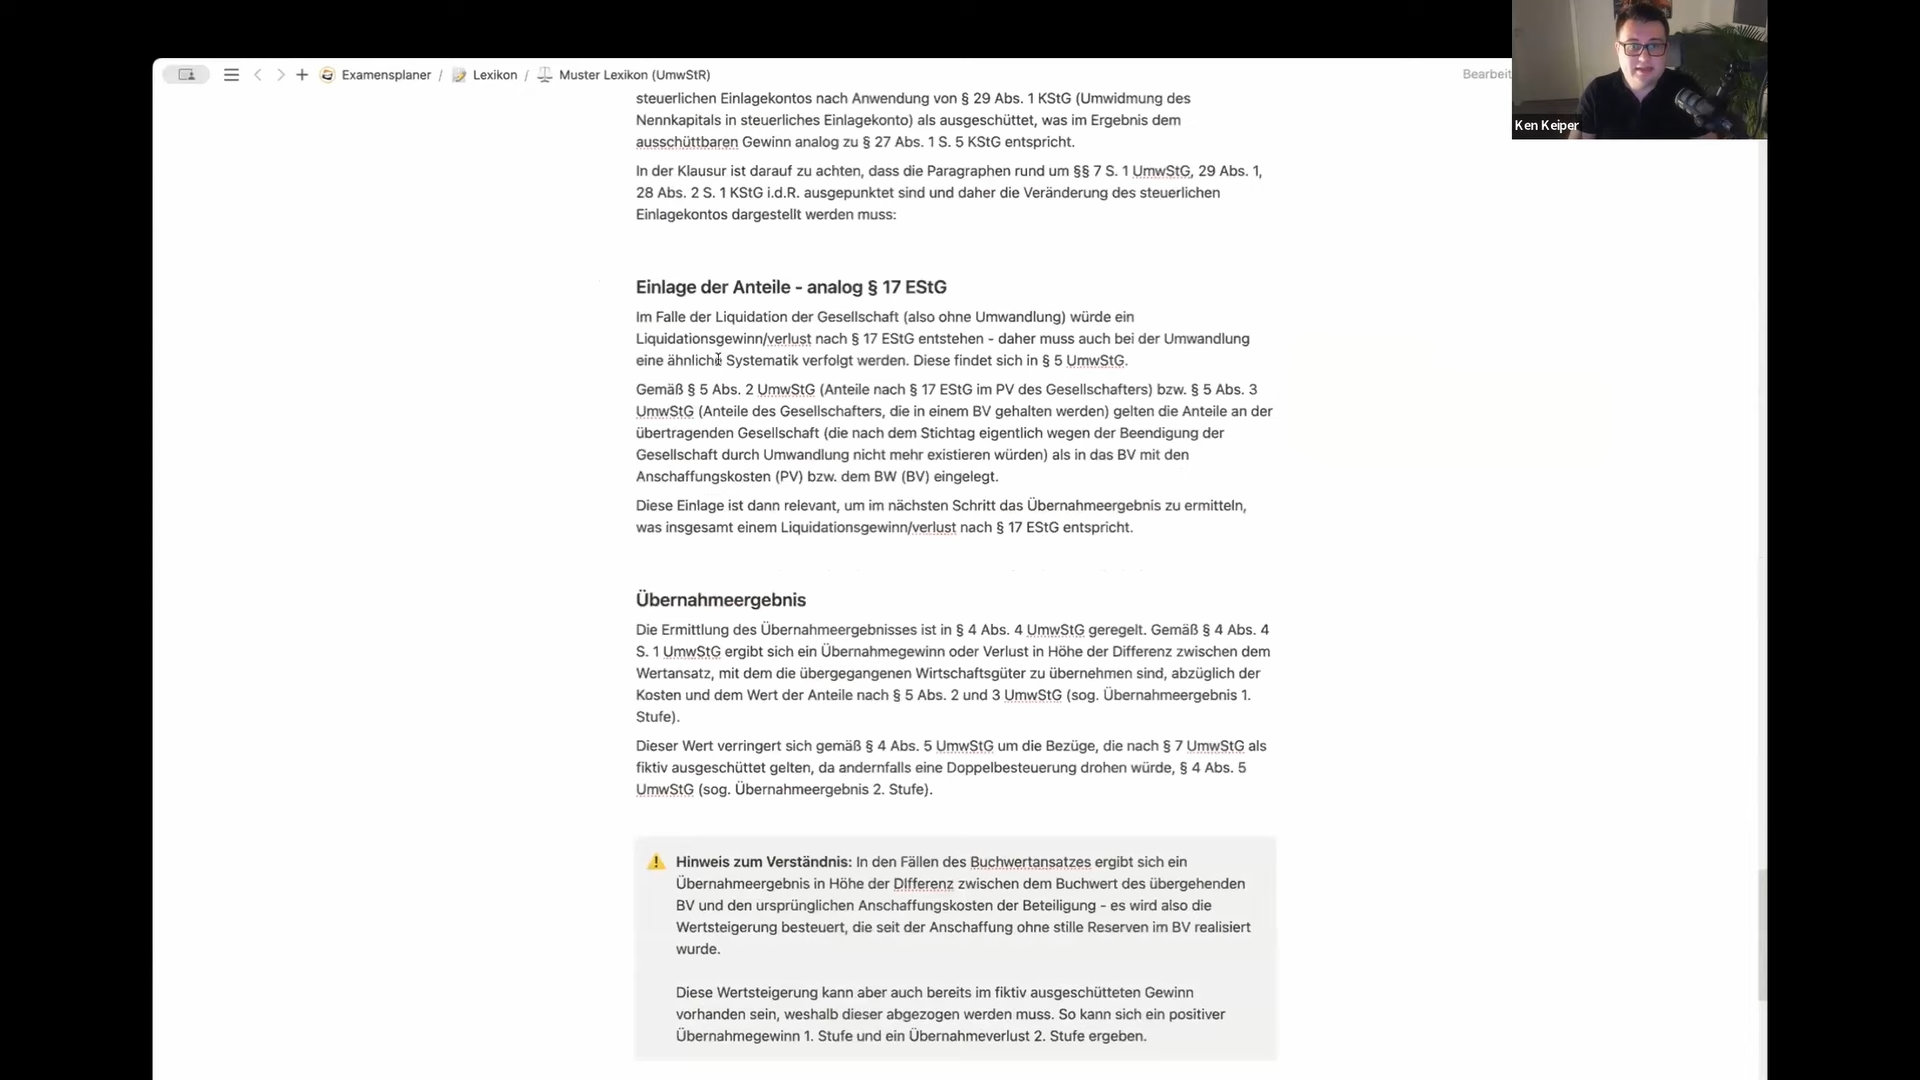 Examensplaner / Lexikon / Muster Lexikon (UmwStR)
Bearbeit
Ken Keiper
steuerlichen Einlagekontos nach Anwendung von § 29 Abs. 1 KStG (Umwidmung des
Nennkapitals in steuerliches Einlagekonto) als ausgeschüttet, was im Ergebnis dem
ausschüttbaren Gewinn analog zu § 27 Abs. 1 S. 5 KStG entspricht.
In der Klausur ist darauf zu achten, dass die Paragraphen rund um §§ 7 S. 1 UmwStG, 29 Abs. 1,
28 Abs. 2 S. 1 KStG i.d.R. ausgepunktet sind und daher die Veränderung des steuerlichen
Einlagekontos dargestellt werden muss:
Einlage der Anteile - analog § 17 EStG
Im Falle der Liquidation der Gesellschaft (also ohne Umwandlung) würde ein
Liquidationsgewinn/verlust nach § 17 EStG entstehen - daher muss auch bei der Umwandlung
eine ähnliche Systematik verfolgt werden. Diese findet sich in § 5 UmwStG.
Gemäß § 5 Abs. 2 UmwStG (Anteile nach § 17 EStG im PV des Gesellschafters) bzw. § 5 Abs. 3
UmwStG (Anteile des Gesellschafters, die in einem BV gehalten werden) gelten die Anteile an der
übertragenden Gesellschaft (die nach dem Stichtag eigentlich wegen der Beendigung der
Gesellschaft durch Umwandlung nicht mehr existieren würden) als in das BV mit den
Anschaffungskosten (PV) bzw. dem BW (BV) eingelegt.
Diese Einlage ist dann relevant, um im nächsten Schritt das Übernahmeergebnis zu ermitteln,
was insgesamt einem Liquidationsgewinn/verlust nach § 17 EStG entspricht.
Übernahmeergebnis
Die Ermittlung des Übernahmeergebnisses ist in § 4 Abs. 4 UmwStG geregelt. Gemäß § 4 Abs. 4
S. 1 UmwStG ergibt sich ein Übernahmegewinn oder Verlust in Höhe der Differenz zwischen dem
Wertansatz, mit dem die übergegangenen Wirtschaftsgüter zu übernehmen sind, abzüglich der
Kosten und dem Wert der Anteile nach § 5 Abs. 2 und 3 UmwStG (sog. Übernahmeergebnis 1.
Stufe).
Dieser Wert verringert sich gemäß § 4 Abs. 5 UmwStG um die Bezüge, die nach § 7 UmwStG als
fiktiv ausgeschüttet gelten, da andernfalls eine Doppelbesteuerung drohen würde, § 4 Abs. 5
UmwStG (sog. Übernahmeergebnis 2. Stufe).
Hinweis zum Verständnis: In den Fällen des Buchwertansatzes ergibt sich ein
Übernahmeergebnis in Höhe der DIfferenz zwischen dem Buchwert des übergehenden
BV und den ursprünglichen Anschaffungskosten der Beteiligung - es wird also die
Wertsteigerung besteuert, die seit der Anschaffung ohne stille Reserven im BV realisiert
wurde.
Diese Wertsteigerung kann aber auch bereits im fiktiv ausgeschütteten Gewinn
vorhanden sein, weshalb dieser abgezogen werden muss. So kann sich ein positiver
Übernahmegewinn 1. Stufe und ein Übernahmeverlust 2. Stufe ergeben.